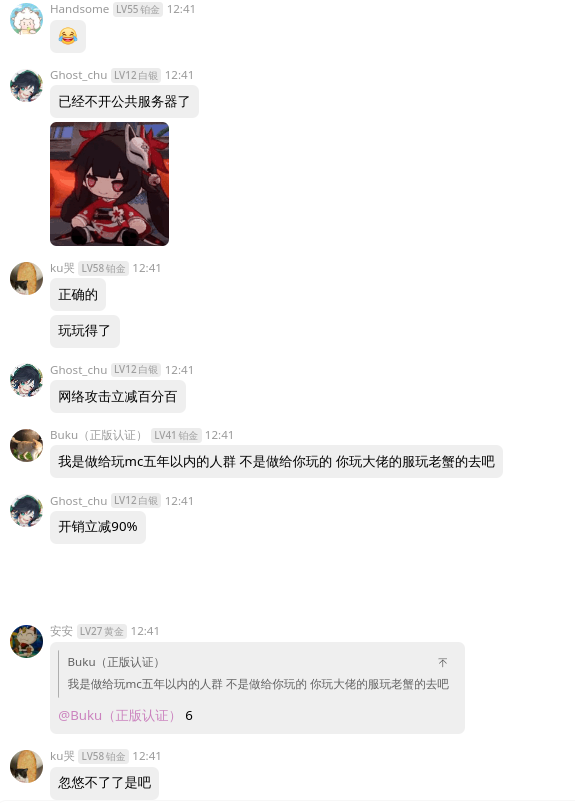 Handsome LV55 铂金 12:41
😂
Ghost_chu LV12 白银 12:41
已经不开公共服务器了
ku哭 LV58 铂金 12:41
正确的
玩玩得了
Ghost_chu LV12 白银 12:41
网络攻击立减百分百
Buku（正版认证） LV41 铂金 12:41
我是做给玩mc五年以内的人群 不是做给你玩的 你玩大佬的服玩老蟹的去吧
Ghost_chu LV12 白银 12:41
开销立减90%
安安 LV27 黄金 12:41
Buku（正版认证）
我是做给玩mc五年以内的人群 不是做给你玩的 你玩大佬的服玩老蟹的去吧
@Buku（正版认证） 6
ku哭 LV58 铂金 12:41
忽悠不了了是吧